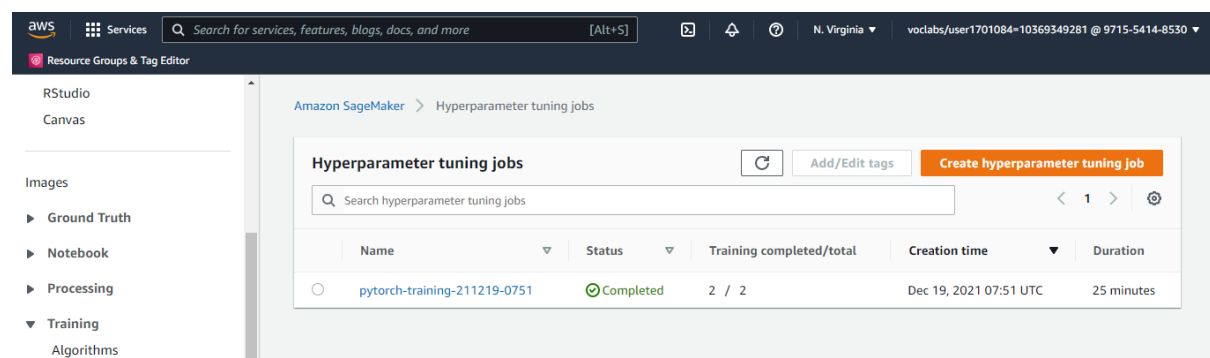 aws Services Search for services, features, blogs, docs, and more [Alt+S] N. Virginia ▼ voclabs/user1701084=10369349281 @ 9715-5414-8530 ▼
Resource Groups & Tag Editor
RStudio
Canvas
Images
Ground Truth
Notebook
Processing
Training
Algorithms
Amazon SageMaker > Hyperparameter tuning jobs
Hyperparameter tuning jobs Add/Edit tags Create hyperparameter tuning job
Search hyperparameter tuning jobs < 1 >
Name Status Training completed/total Creation time Duration
pytorch-training-211219-0751 Completed 2 / 2 Dec 19, 2021 07:51 UTC 25 minutes